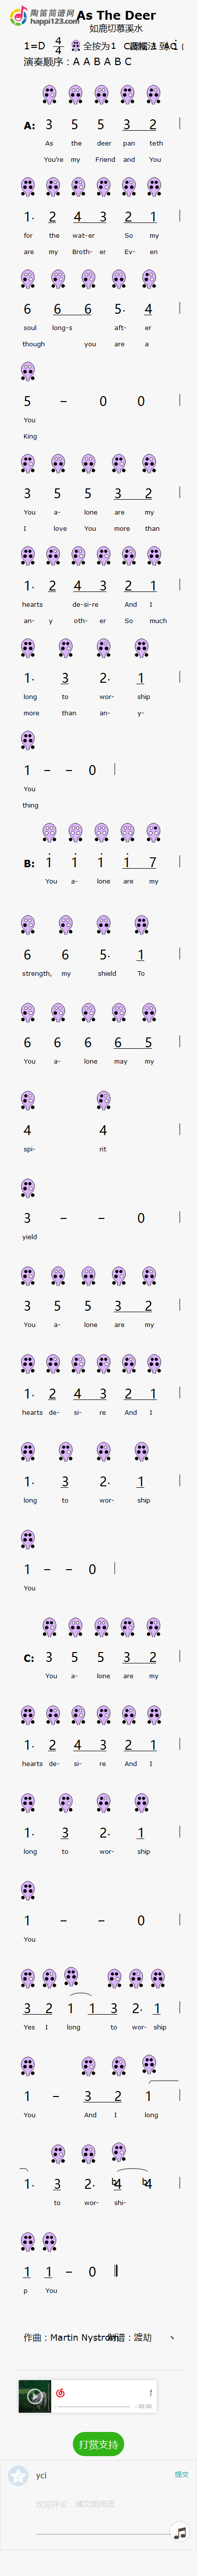 陶笛简谱网
happi123.com
As The Deer
如鹿切慕溪水
1=D 4/4 全按为1
演奏顺序：A A B A B C
A: 3 5 5 3 2
As the deer pan teth
You're my Friend and You
1· 2 4 3 2 1
for the wat-er So my
are my Broth- er Ev- en
6 6 6 5· 4
soul long-s aft- er
though you are a
5 – 0 0
You
King
3 5 5 3 2
You a- lone are my
I love You more than
1· 2 4 3 2 1
hearts de-si-re And I
an- y oth- er So much
1· 3 2· 1
long to wor- ship
more than an- y-
1 – – 0
You
thing
B: 1 1 1 1 7
You a- lone are my
6 6 5· 1
strength, my shield To
6 6 6 6 5
You a- lone may my
4 4
spi- rit
3 – – 0
yield
3 5 5 3 2
You a- lone are my
1· 2 4 3 2 1
hearts de- si- re And I
1· 3 2· 1
long to wor- ship
1 – – 0
You
C: 3 5 5 3 2
You a- lone are my
1· 2 4 3 2 1
hearts de- si- re And I
1· 3 2· 1
long to wor- ship
1 – – 0
You
3 2 1 1 3 2· 1
Yes I long to wor- ship
1 – 3 2 1
You And I long
1· 3 2· b4 b4
to wor- shi-
1 1 – 0
p You
作曲：Martin Nystrom 制谱：渡劫
- 00:00
打赏支持
yci
提交
欢迎评论，请文明用语